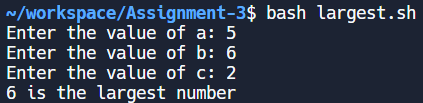 ~/workspace/Assignment-3$ bash largest.sh
Enter the value of a: 5
Enter the value of b: 6
Enter the value of c: 2
6 is the largest number